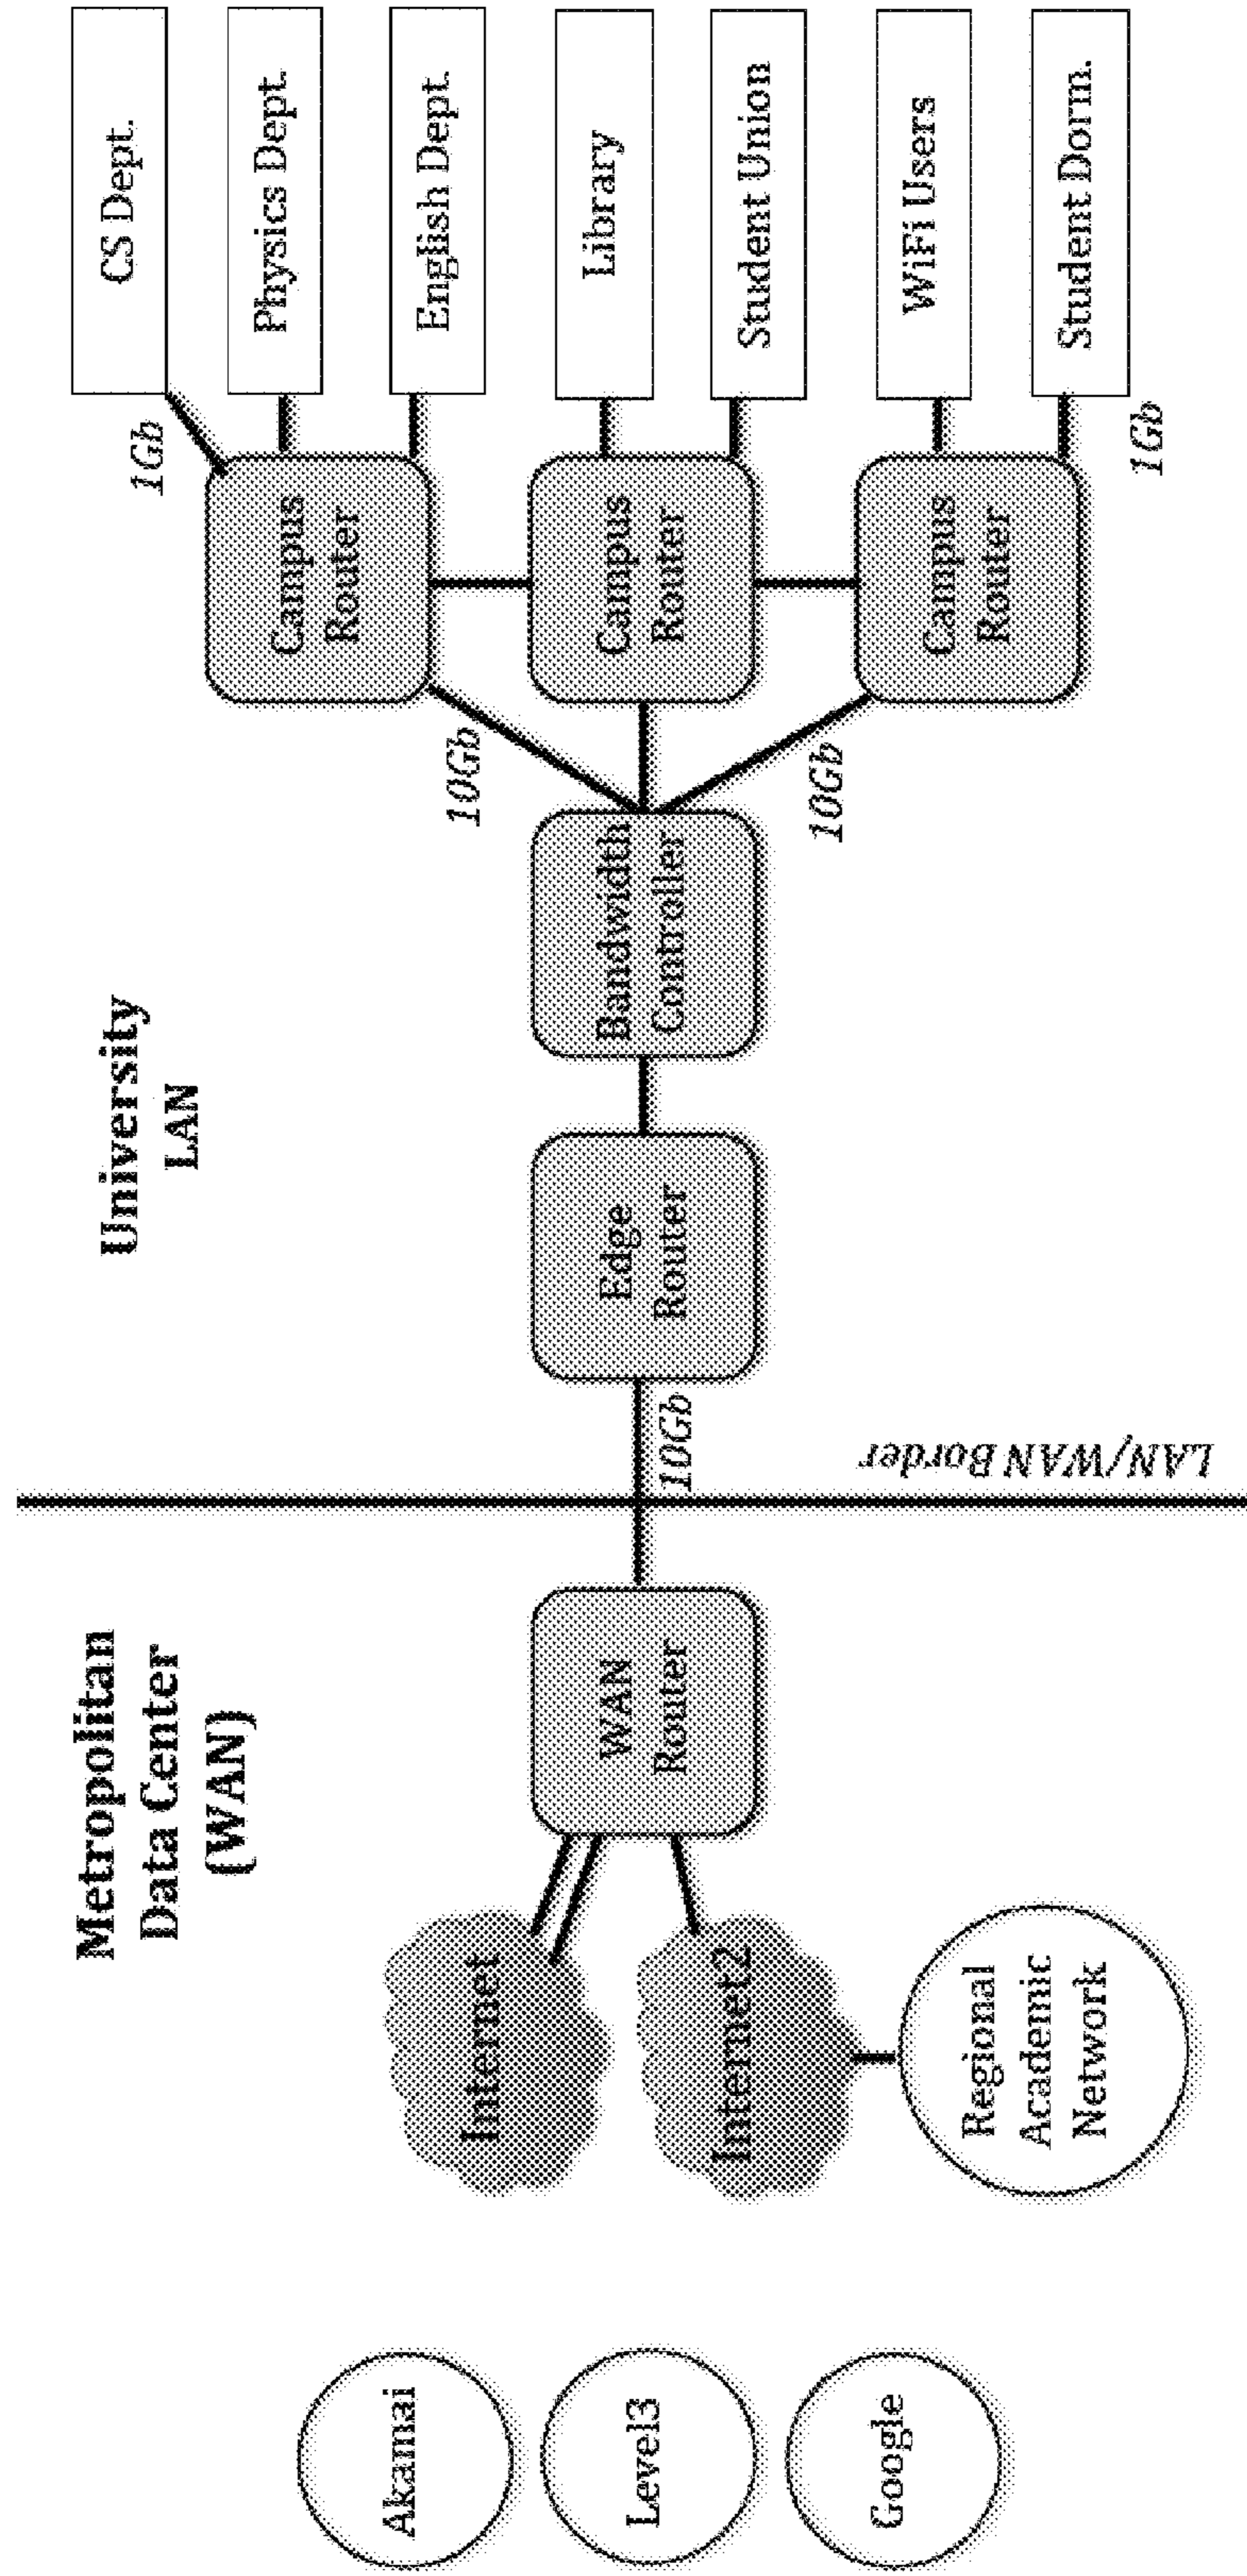 Metropolitan
Data Center
(WAN)
University
LAN
Akamai
Level3
Google
Internet
Internet2
Regional
Academic
Network
WAN
Router
LAN/WAN Border
10Gb
Edge
Router
Bandwidth
Controller
10Gb
10Gb
Campus
Router
Campus
Router
Campus
Router
1Gb
1Gb
CS Dept.
Physics Dept.
English Dept.
Library
Student Union
WiFi Users
Student Dorm.